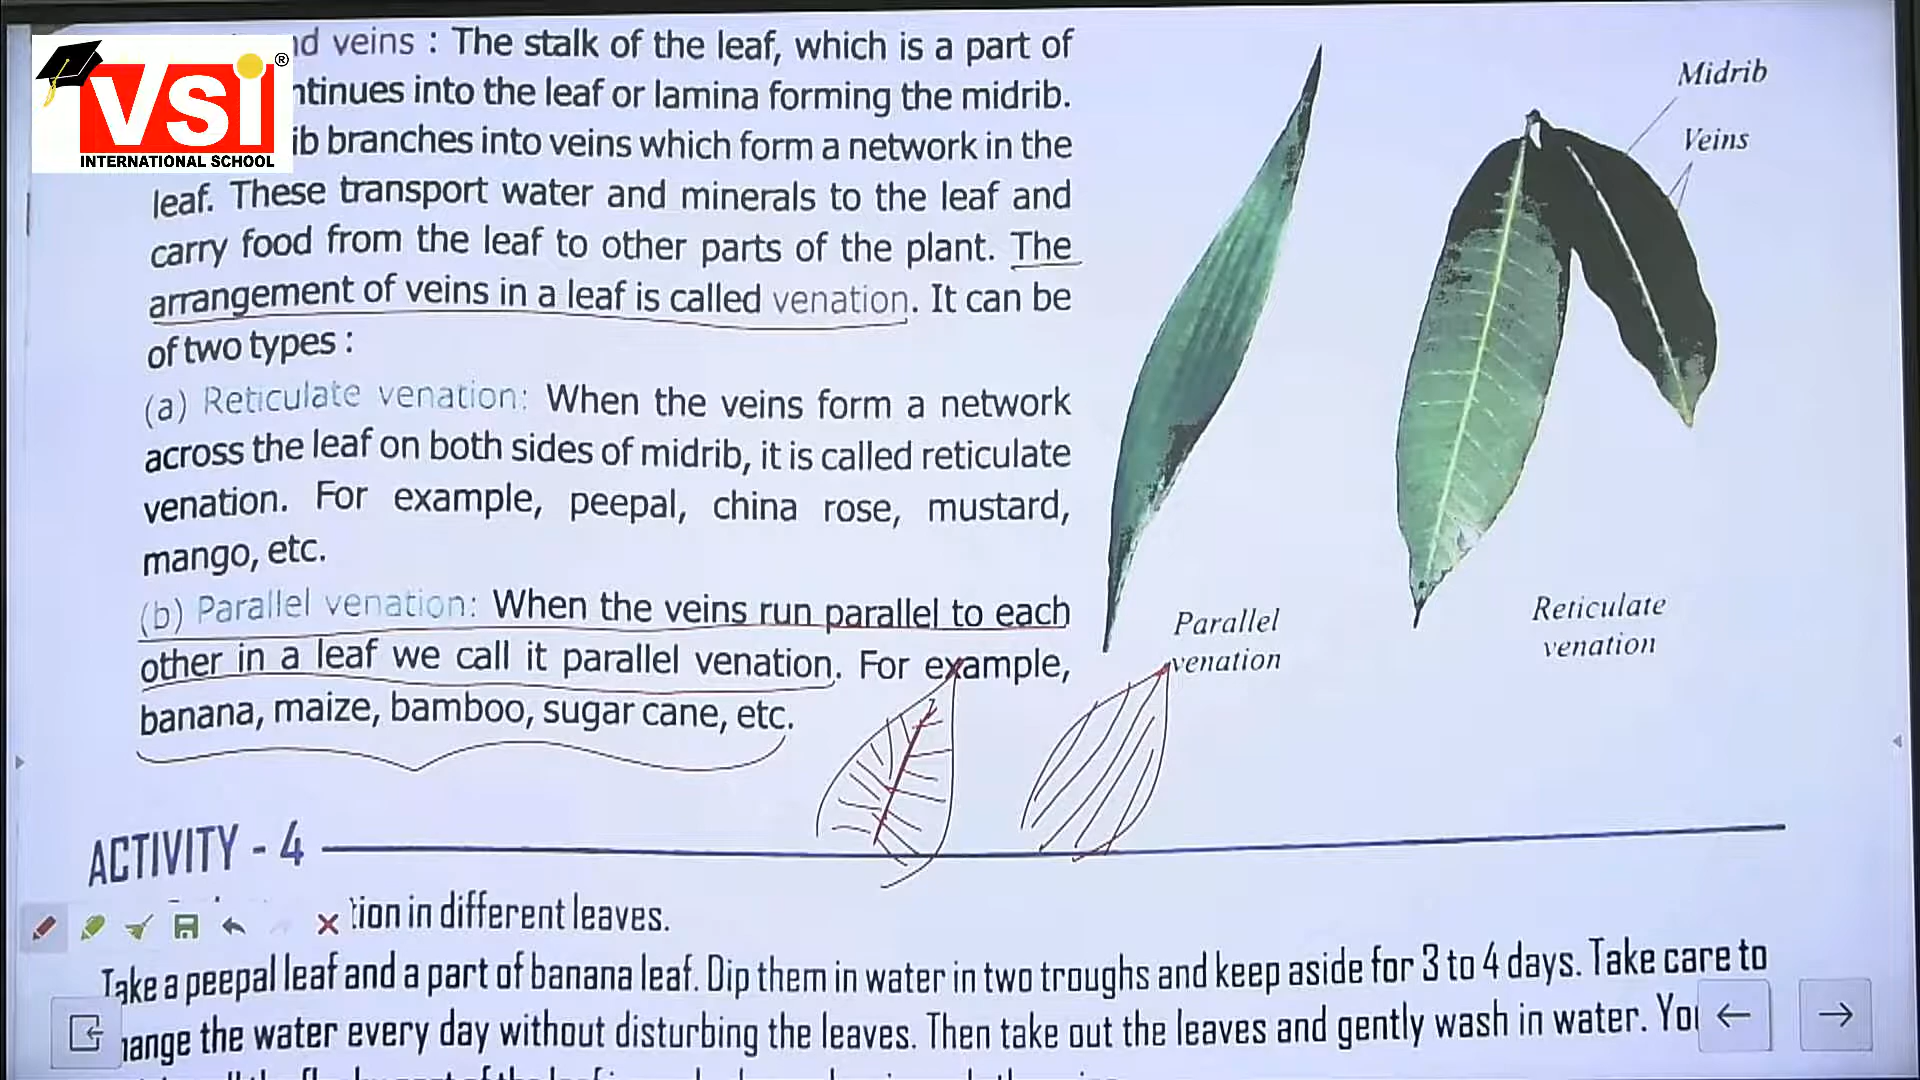 VSI
®
INTERNATIONAL SCHOOL
nd veins : The stalk of the leaf, which is a part of
ntinues into the leaf or lamina forming the midrib.
ib branches into veins which form a network in the
leaf. These transport water and minerals to the leaf and
carry food from the leaf to other parts of the plant. The
arrangement of veins in a leaf is called venation. It can be
of two types :
(a) Reticulate venation: When the veins form a network
across the leaf on both sides of midrib, it is called reticulate
venation. For example, peepal, china rose, mustard,
mango, etc.
(b) Parallel venation: When the veins run parallel to each
other in a leaf we call it parallel venation. For example,
banana, maize, bamboo, sugar cane, etc.
Midrib
Veins
Parallel
venation
Reticulate
venation
ACTIVITY - 4
tion in different leaves.
Take a peepal leaf and a part of banana leaf. Dip them in water in two troughs and keep aside for 3 to 4 days. Take care to
hange the water every day without disturbing the leaves. Then take out the leaves and gently wash in water. You